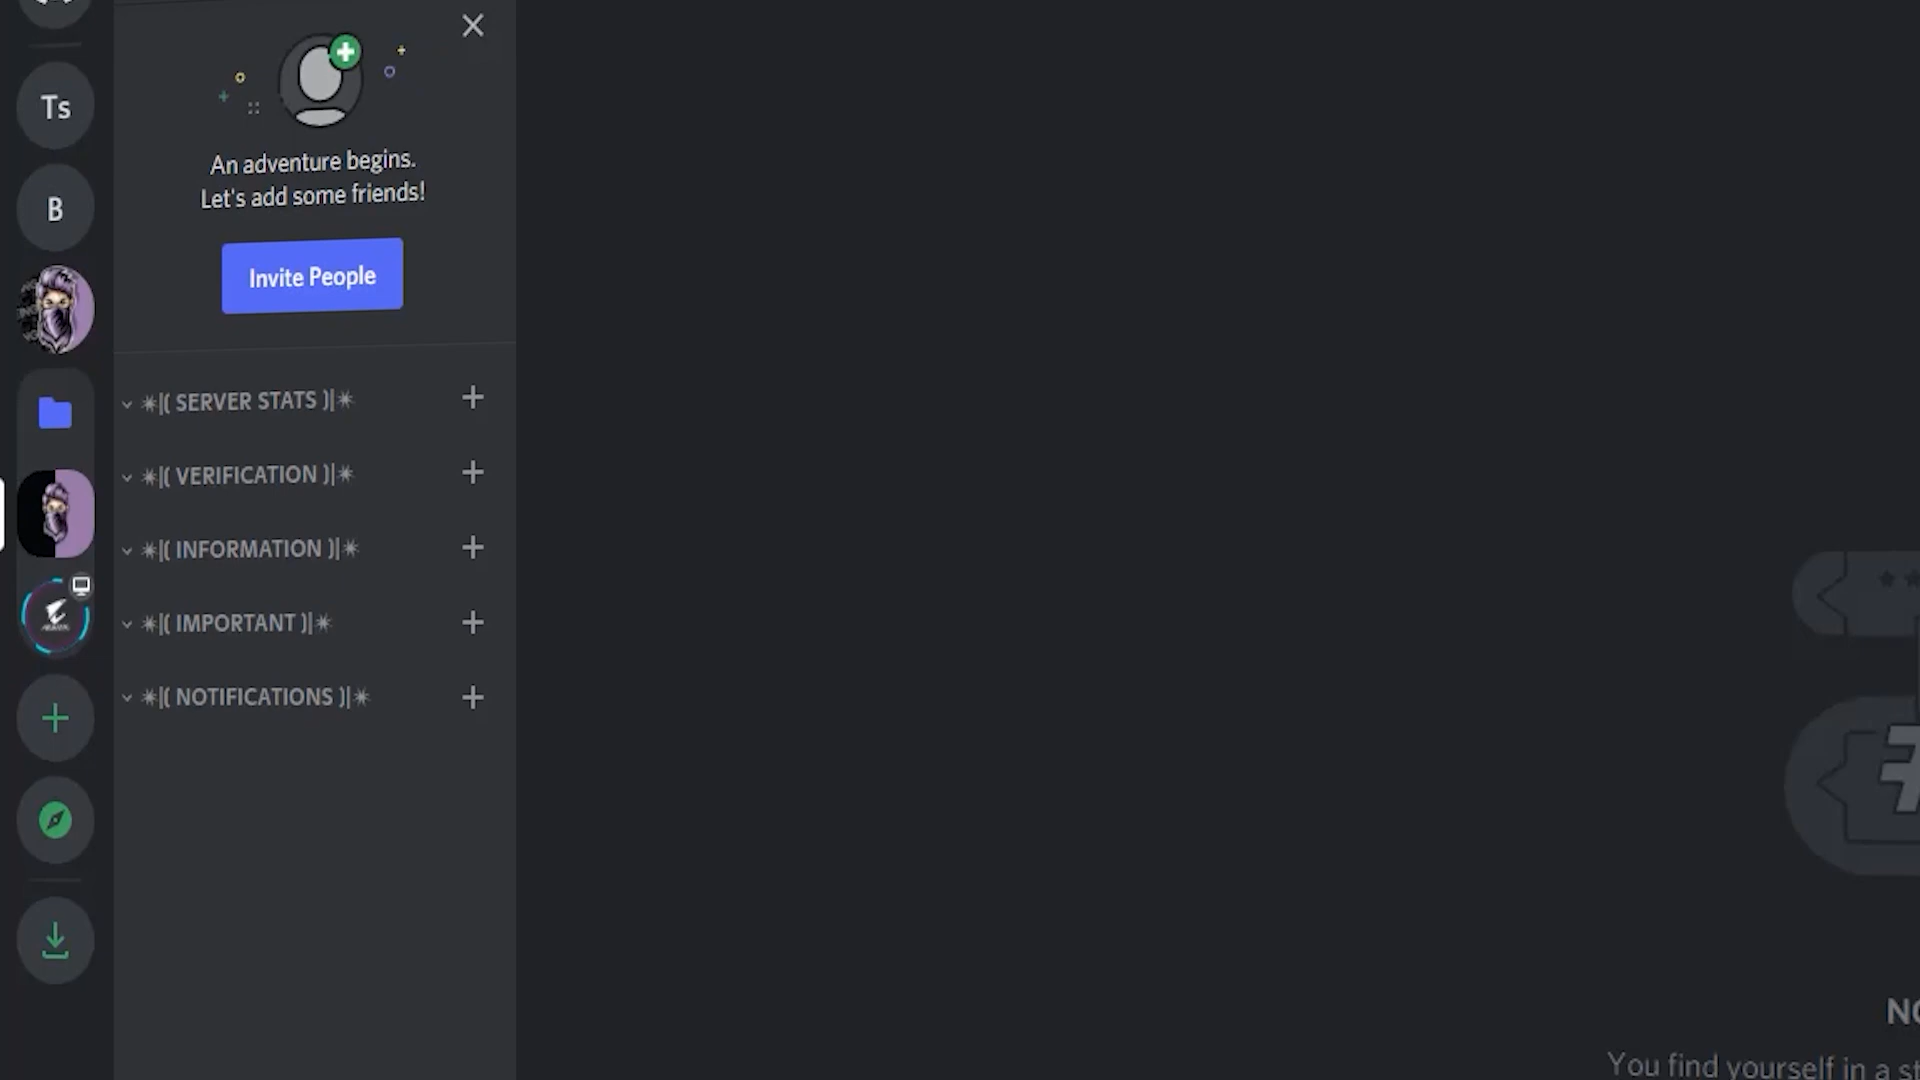 Ts
B
An adventure begins.
Let's add some friends!
Invite People
✴|( SERVER STATS )|✴
✴|( VERIFICATION )|✴
✴|( INFORMATION )|✴
✴|( IMPORTANT )|✴
✴|( NOTIFICATIONS )|✴
You find yourself in a